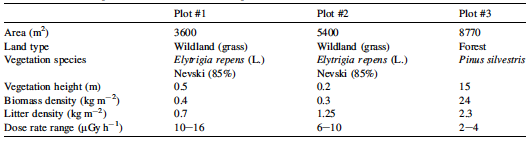 Plot #1 Plot #2 Plot #3
Area (m²) 3600 5400 8770
Land type Wildland (grass) Wildland (grass) Forest
Vegetation species Elytrigia repens (L.) Elytrigia repens (L.) Pinus silvestris
Nevski (85%) Nevski (85%)
Vegetation height (m) 0.5 0.2 15
Biomass density (kg m⁻²) 0.4 0.3 24
Litter density (kg m⁻²) 0.7 1.25 2.3
Dose rate range (μGy h⁻¹) 10–16 6–10 2–4